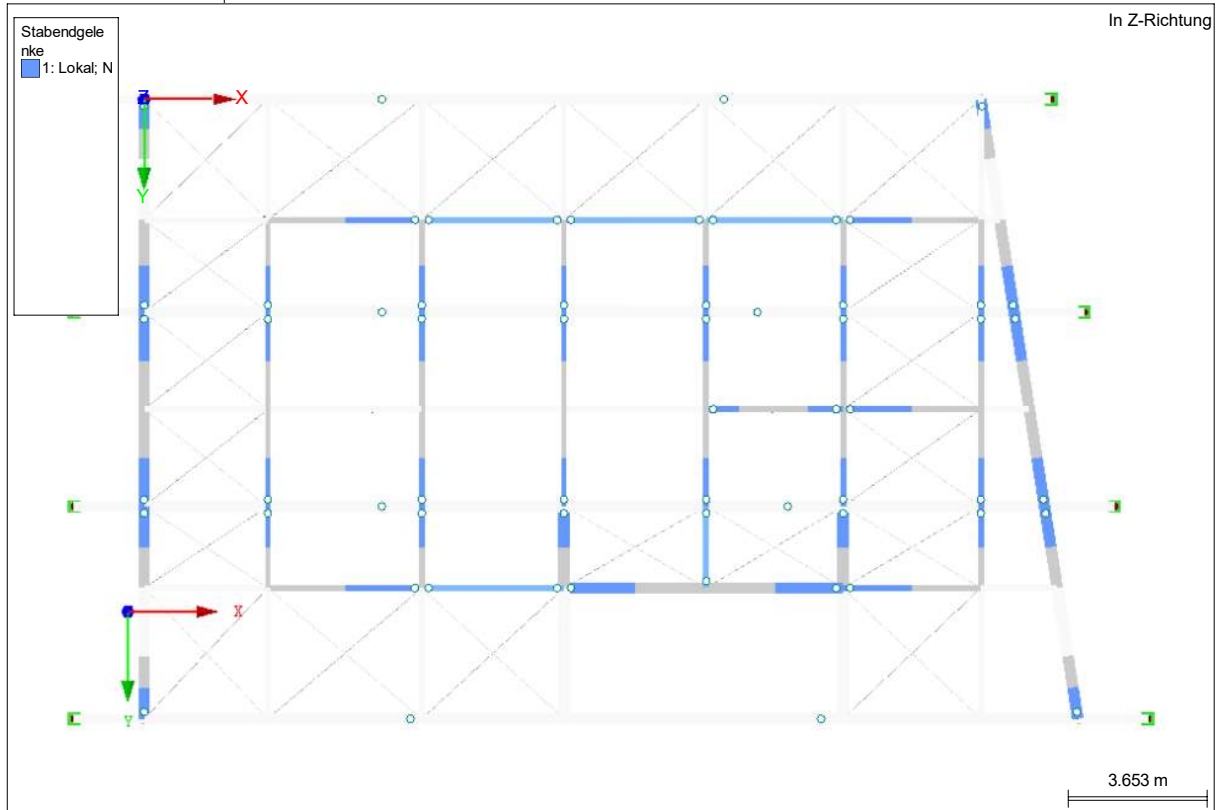 In Z-Richtung
Stabendgele
nke
1: Lokal; N
Z
X
Y
X
Y
3.653 m